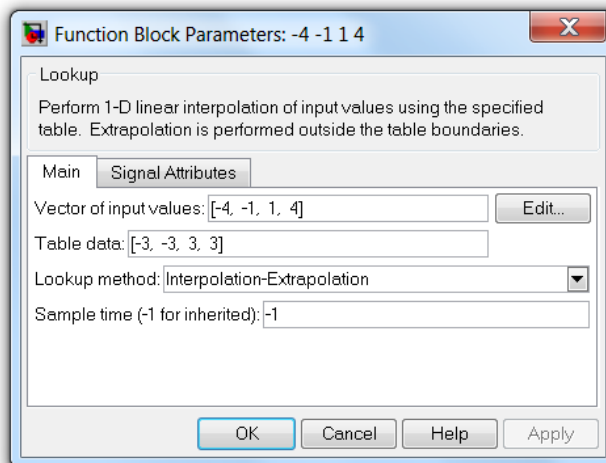 Function Block Parameters: -4 -1 1 4
Lookup
Perform 1-D linear interpolation of input values using the specified
table. Extrapolation is performed outside the table boundaries.
Main Signal Attributes
Vector of input values: [-4, -1, 1, 4] Edit...
Table data: [-3, -3, 3, 3]
Lookup method: Interpolation-Extrapolation
Sample time (-1 for inherited): -1
OK Cancel Help Apply